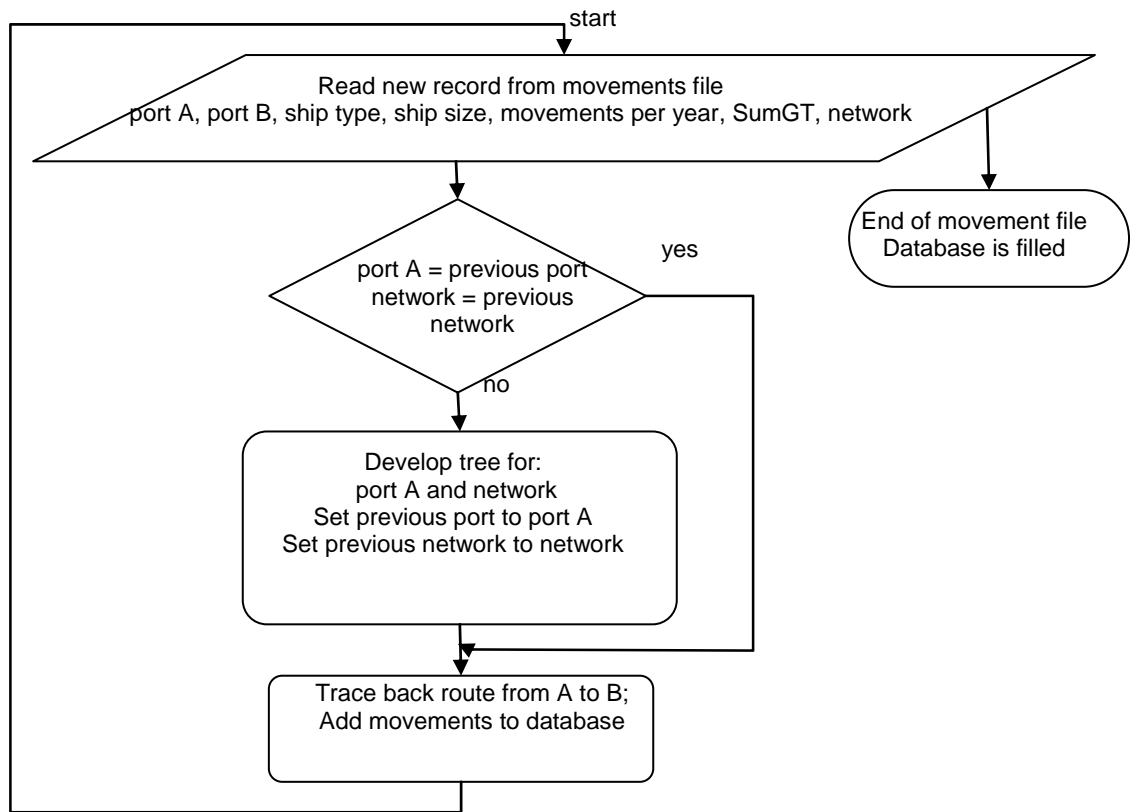 start
Read new record from movements file
port A, port B, ship type, ship size, movements per year, SumGT, network
End of movement file
Database is filled
port A = previous port
network = previous
network
yes
no
Develop tree for:
port A and network
Set previous port to port A
Set previous network to network
Trace back route from A to B;
Add movements to database